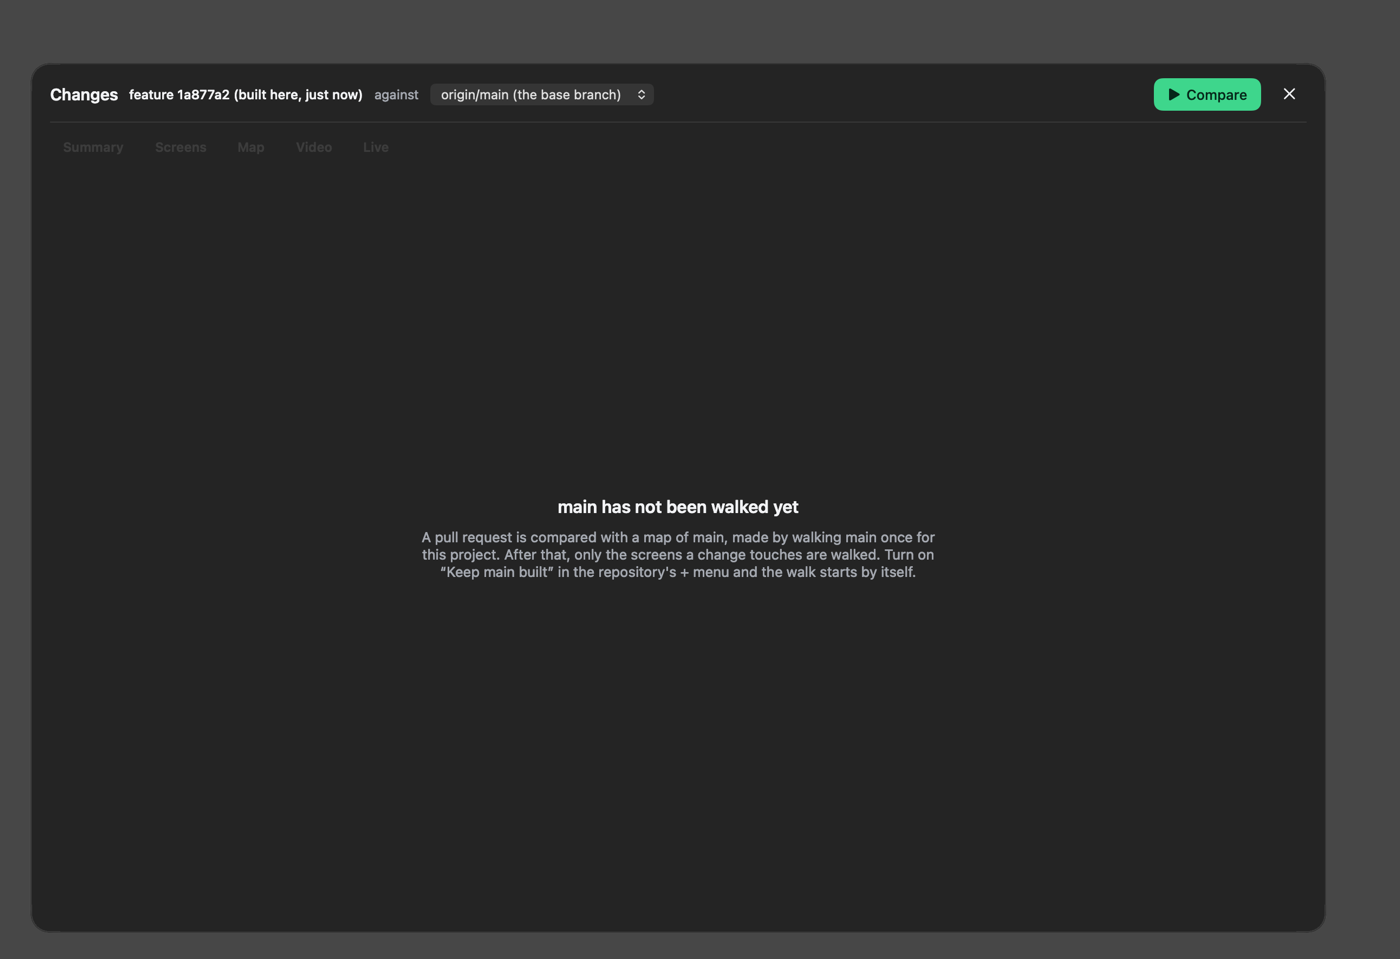 Changes feature 1a877a2 (built here, just now) against origin/main (the base branch) Compare
Summary Screens Map Video Live
main has not been walked yet
A pull request is compared with a map of main, made by walking main once for
this project. After that, only the screens a change touches are walked. Turn on
“Keep main built” in the repository's + menu and the walk starts by itself.